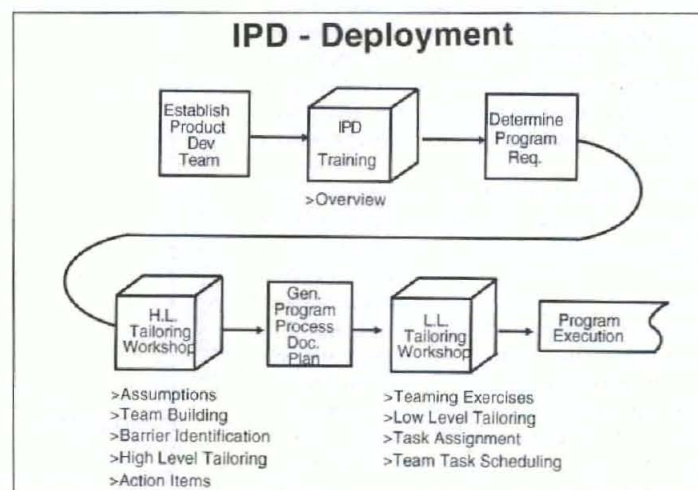 IPD - Deployment
Establish
Product
Dev
Team
IPD
Training
>Overview
Determine
Program
Req.
H.L.
Tailoring
Workshop
>Assumptions
>Team Building
>Barrier Identification
>High Level Tailoring
>Action Items
Gen.
Program
Process
Doc.
Plan
L.L.
Tailoring
Workshop
>Teaming Exercises
>Low Level Tailoring
>Task Assignment
>Team Task Scheduling
Program
Execution